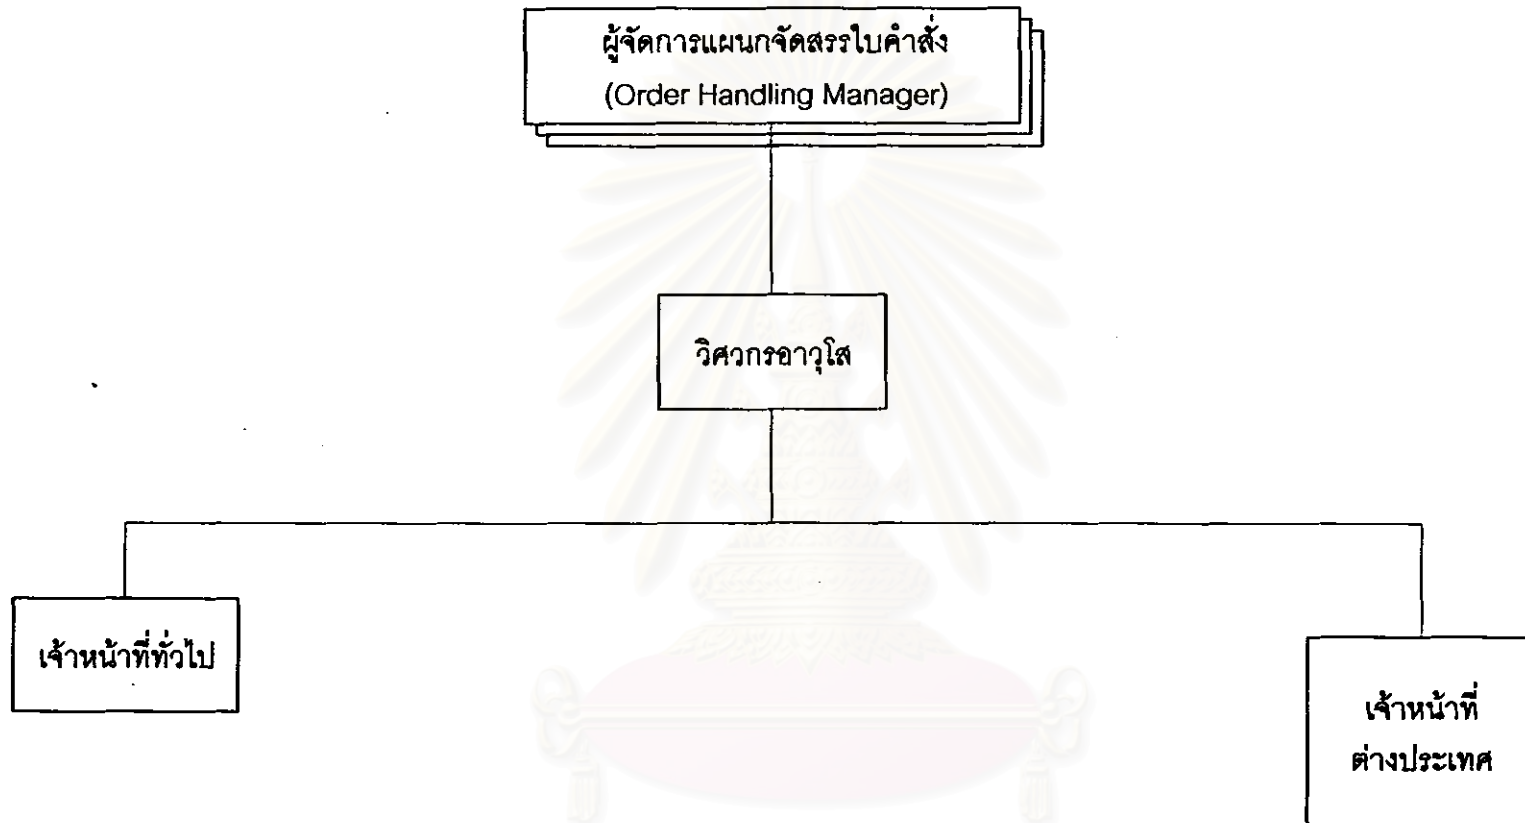 ผู้จัดการแผนกจัดสรรใบคำสั่ง
(Order Handling Manager)
วิศวกรอาวุโส
เจ้าหน้าที่ทั่วไป
เจ้าหน้าที่
ต่างประเทศ